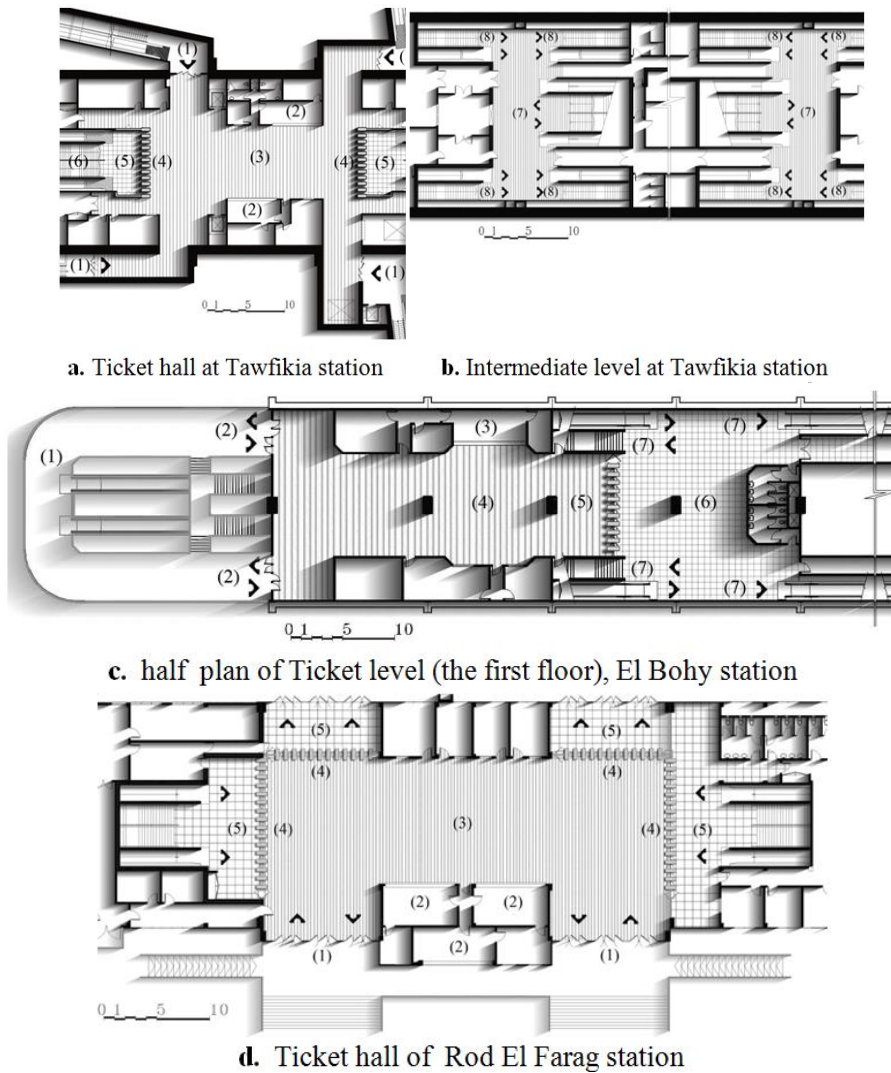 (1)
(2)
(6) (5) (4) (3) (4) (5)
(2)
(1) (1)
0 1 5 10
a. Ticket hall at Tawfikia station
(8) (8) (8) (8)
(7) (7)
(8) (8) (8) (8)
0 1 5 10
b. Intermediate level at Tawfikia station
(2) (3) (7) (7)
(1) (7)
(4) (5) (6)
(2) (7) (7)
0 1 5 10
c. half plan of Ticket level (the first floor), El Bohy station
(5) (5)
(4) (4)
(5) (4) (3) (4) (5)
(2) (2)
(1) (2) (1)
0 1 5 10
d. Ticket hall of Rod El Farag station